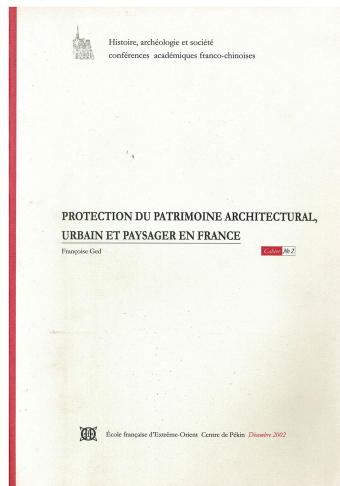 Histoire, archéologie et société
conférences académiques franco-chinoises
PROTECTION DU PATRIMOINE ARCHITECTURAL,
URBAIN ET PAYSAGER EN FRANCE
Françoise Ged
Cahier № 2
École française d'Extrême-Orient Centre de Pékin Décembre 2002